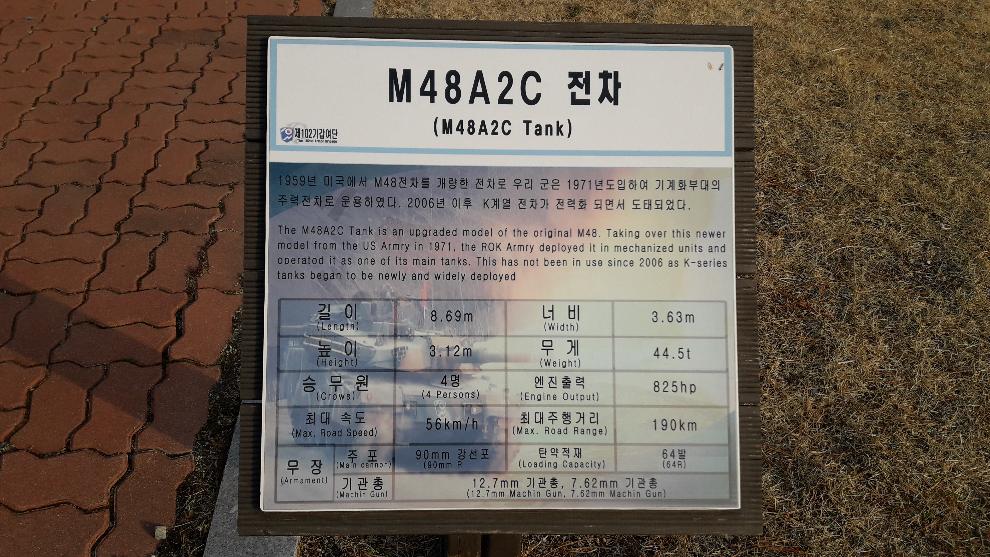 M48A2C 전차
(M48A2C Tank)
제102기갑여단
1959년 미국에서 M48전차를 개량한 전차로 우리 군은 1971년도입하여 기계화부대의
주력전차로 운용하였다. 2006년 이후 K계열 전차가 전력화 되면서 도태되었다.
The M48A2C Tank is an upgraded model of the original M48. Taking over this newer
model from the US Armry in 1971, the ROK Armry deployed it in mechanized units and
operatod it as one of its main tanks. This has not been in use since 2006 as K-series
tanks began to be newly and widely deployed
길 이 8.69m 너 비 3.63m
(Length) (Width)
높 이 3.12m 무 게 44.5t
(Height) (Weight)
승 무 원 4명 엔진출력 825hp
(Crows) (4 Persons) (Engine Output)
최대 속도 56km/h 최대주행거리 190km
(Max. Road Speed) (Max. Road Range)
무 장 주 포 90mm 강선포 탄약적재 64발
(Armament) (Main cannon) (90mm R (Loading Capacity) (64R)
기관총 12.7mm 기관총, 7.62mm 기관총
(Machin Gun) (12.7mm Machin Gun, 7.62mm Machin Gun)